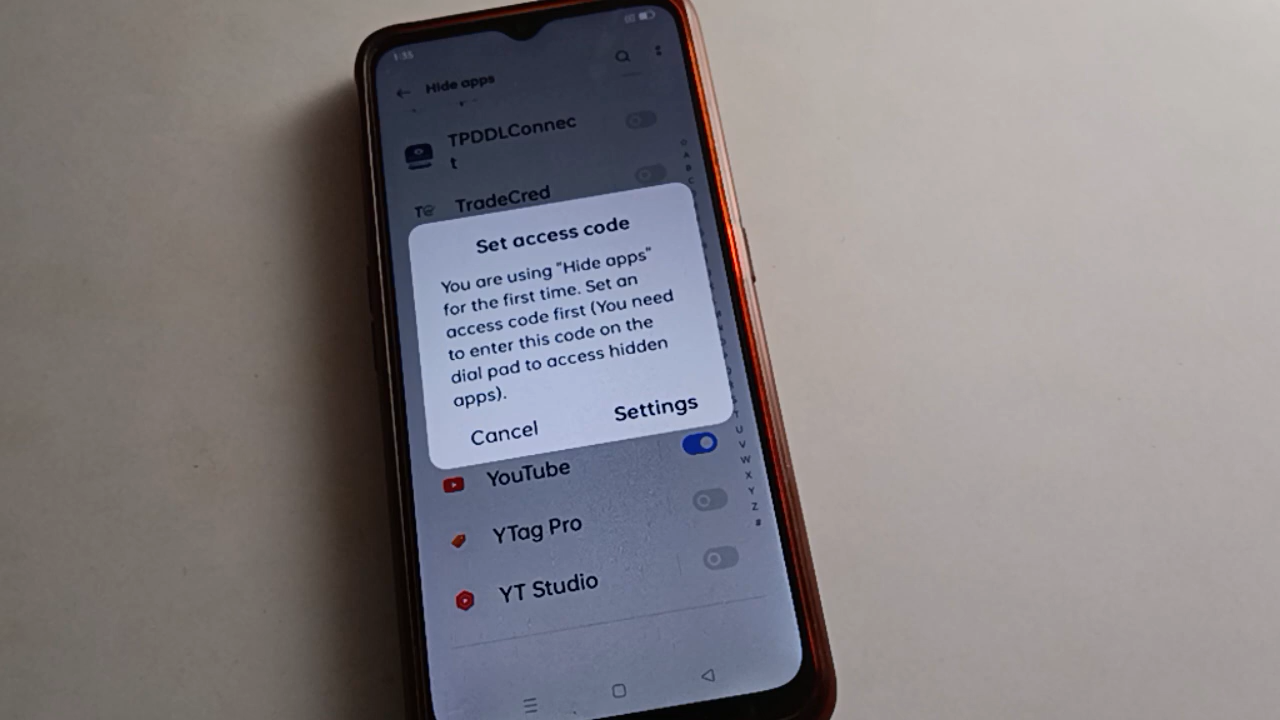 1:35
Hide apps
TPDDLConnec
t
TradeCred
Set access code
You are using "Hide apps"
for the first time. Set an
access code first (You need
to enter this code on the
dial pad to access hidden
apps).
Cancel
Settings
YouTube
YTag Pro
YT Studio
A
B
C
T
U
V
W
X
Y
Z
#